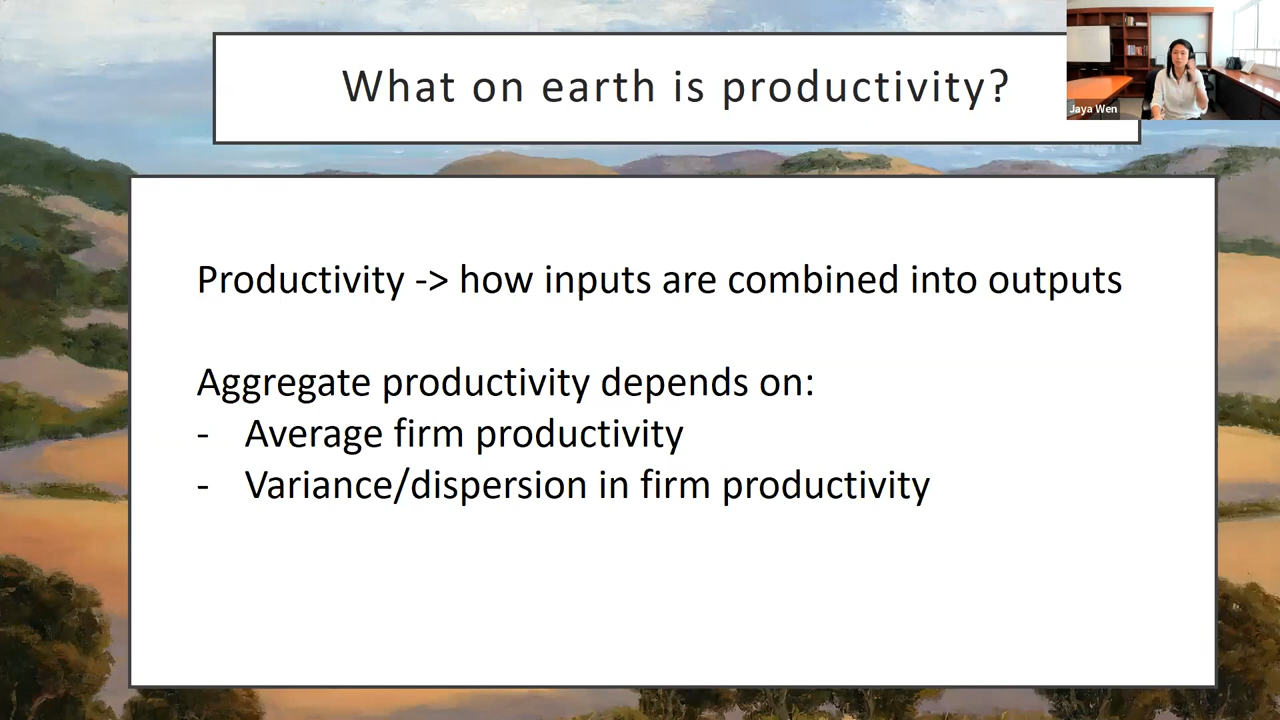 What on earth is productivity?
Jaya Wen
Productivity -> how inputs are combined into outputs
Aggregate productivity depends on:
- Average firm productivity
- Variance/dispersion in firm productivity